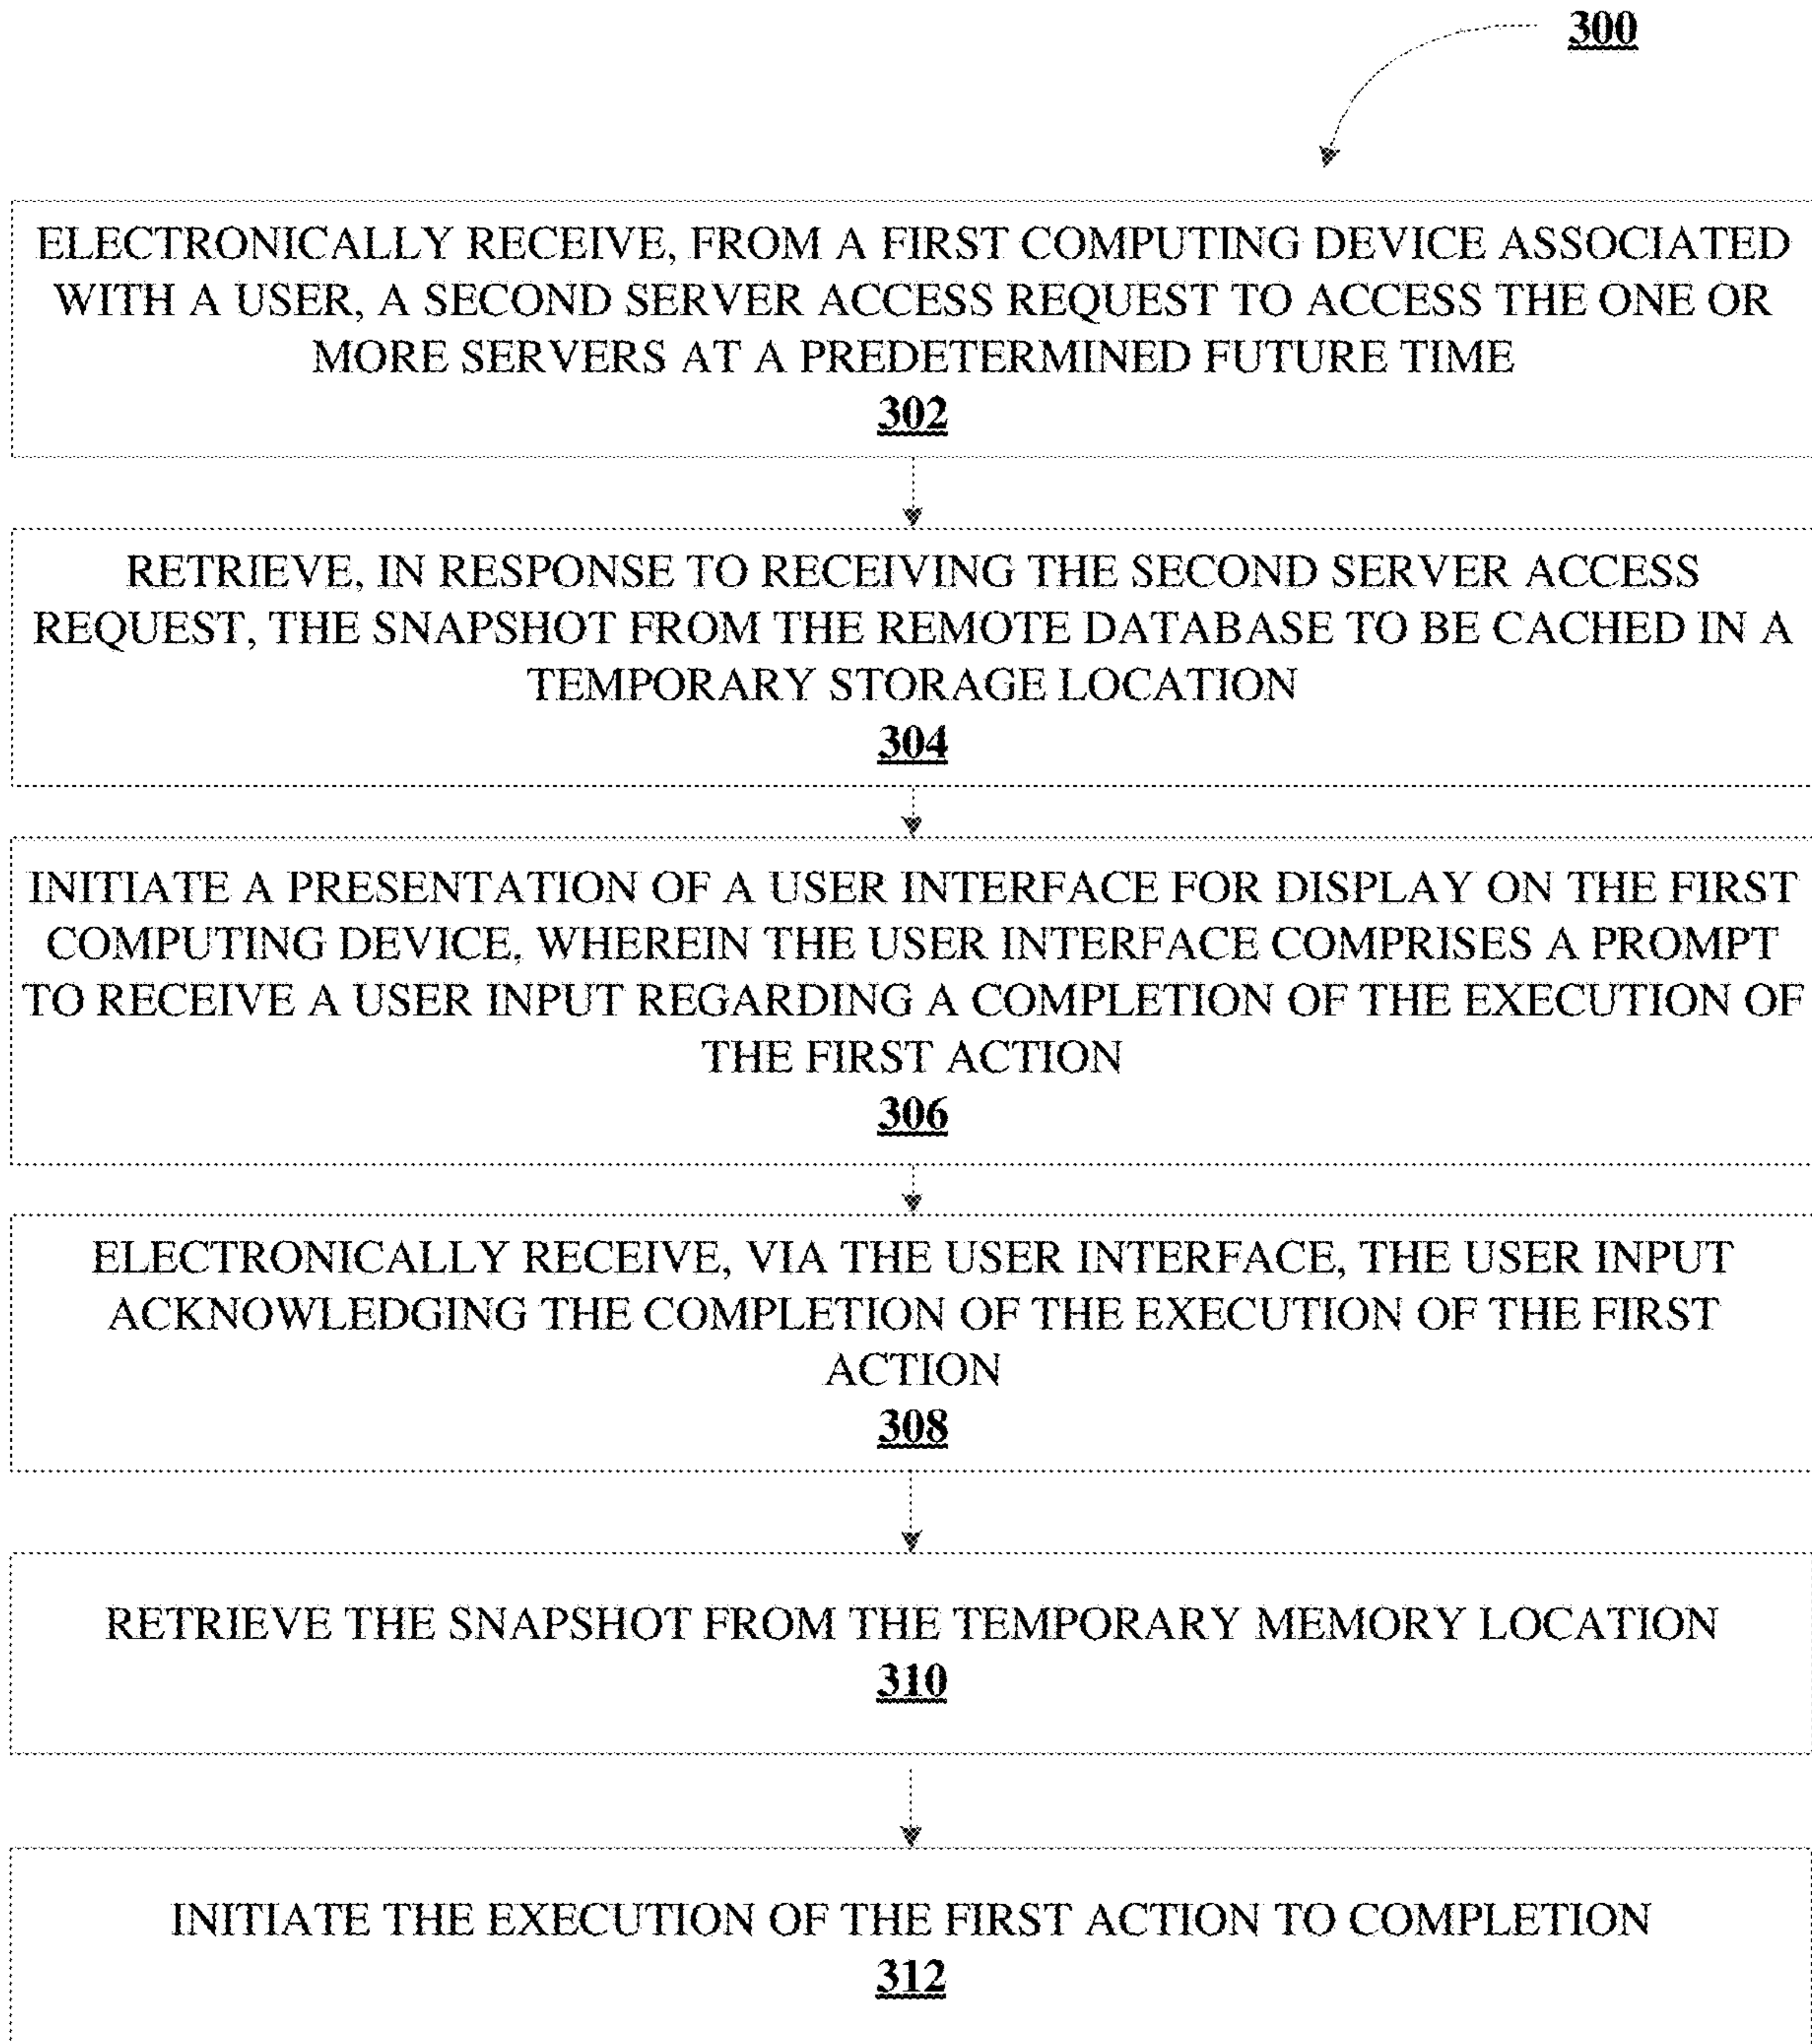 300
ELECTRONICALLY RECEIVE, FROM A FIRST COMPUTING DEVICE ASSOCIATED
WITH A USER, A SECOND SERVER ACCESS REQUEST TO ACCESS THE ONE OR
MORE SERVERS AT A PREDETERMINED FUTURE TIME
302
RETRIEVE, IN RESPONSE TO RECEIVING THE SECOND SERVER ACCESS
REQUEST, THE SNAPSHOT FROM THE REMOTE DATABASE TO BE CACHED IN A
TEMPORARY STORAGE LOCATION
304
INITIATE A PRESENTATION OF A USER INTERFACE FOR DISPLAY ON THE FIRST
COMPUTING DEVICE, WHEREIN THE USER INTERFACE COMPRISES A PROMPT
TO RECEIVE A USER INPUT REGARDING A COMPLETION OF THE EXECUTION OF
THE FIRST ACTION
306
ELECTRONICALLY RECEIVE, VIA THE USER INTERFACE, THE USER INPUT
ACKNOWLEDGING THE COMPLETION OF THE EXECUTION OF THE FIRST
ACTION
308
RETRIEVE THE SNAPSHOT FROM THE TEMPORARY MEMORY LOCATION
310
INITIATE THE EXECUTION OF THE FIRST ACTION TO COMPLETION
312